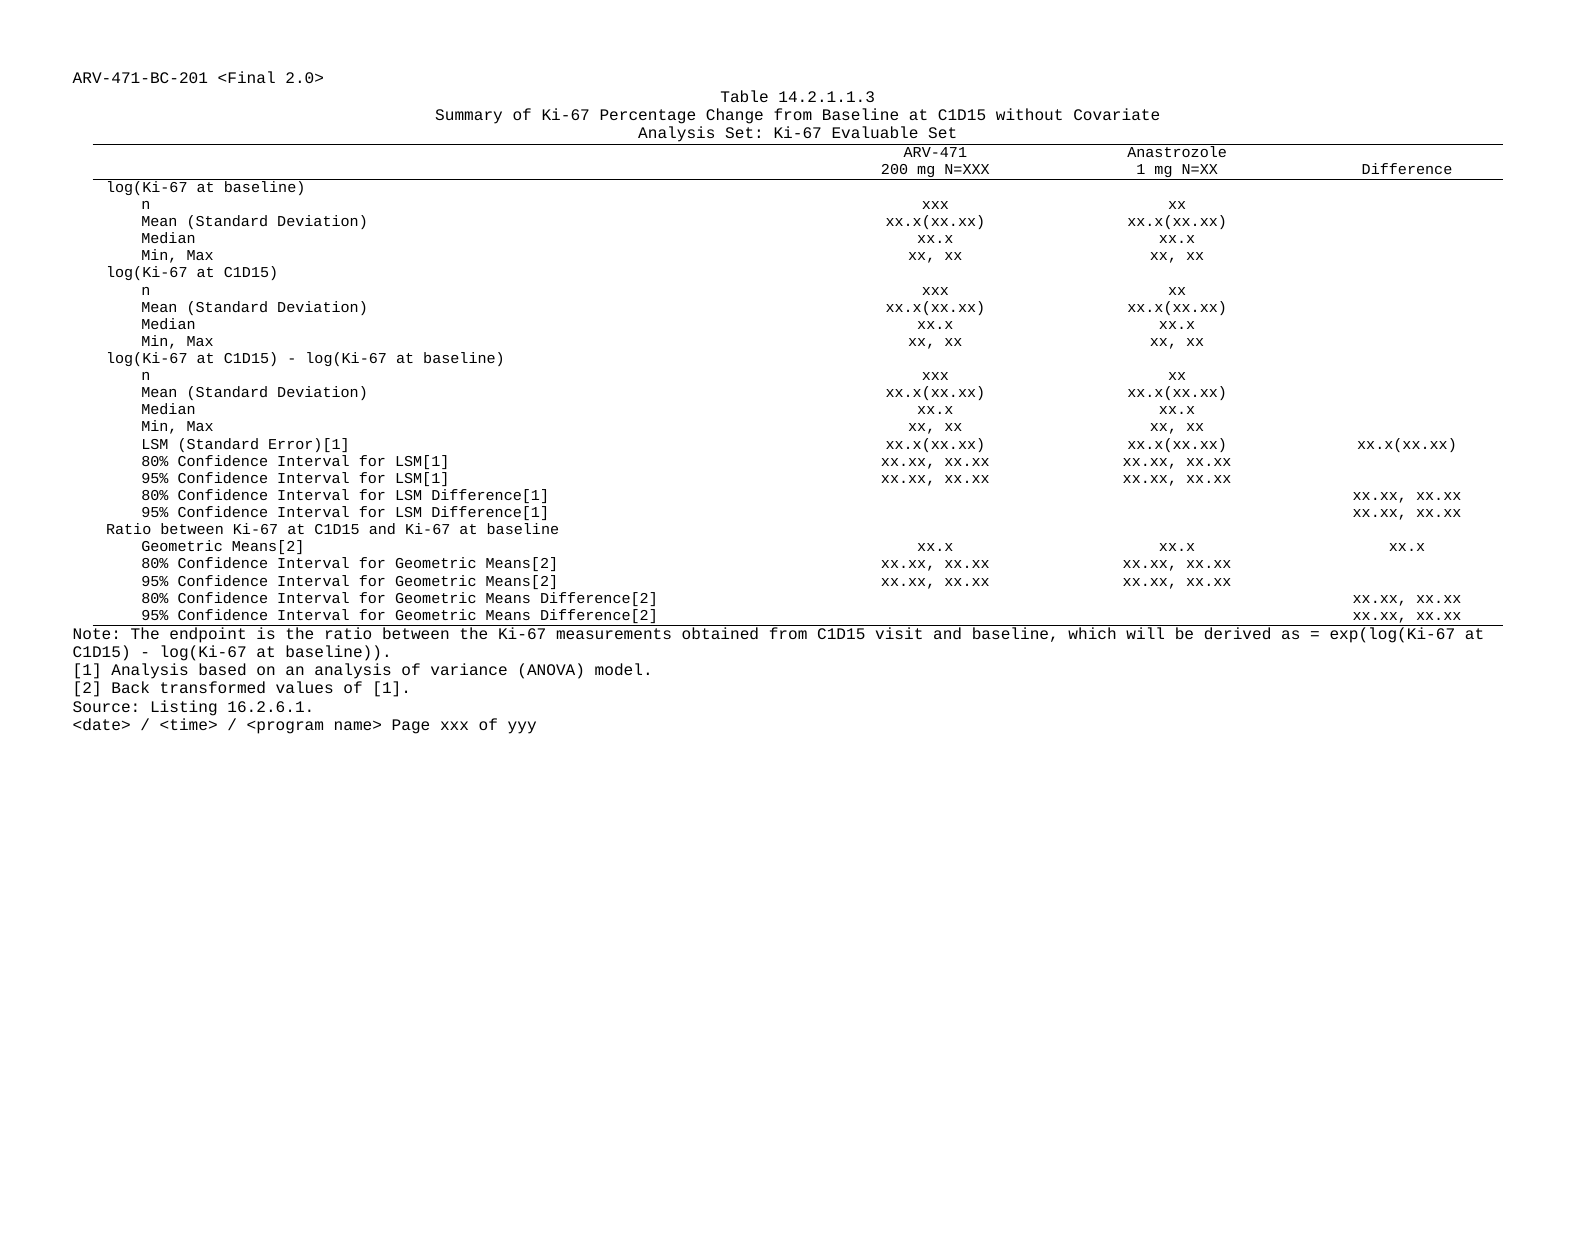 ARV-471-BC-201 <Final 2.0>
Table 14.2.1.1.3
Summary of Ki-67 Percentage Change from Baseline at C1D15 without Covariate
Analysis Set: Ki-67 Evaluable Set
ARV-471 Anastrozole
200 mg N=XXX 1 mg N=XX Difference
log(Ki-67 at baseline)
n xxx xx
Mean (Standard Deviation) xx.x(xx.xx) xx.x(xx.xx)
Median xx.x xx.x
Min, Max xx, xx xx, xx
log(Ki-67 at C1D15)
n xxx xx
Mean (Standard Deviation) xx.x(xx.xx) xx.x(xx.xx)
Median xx.x xx.x
Min, Max xx, xx xx, xx
log(Ki-67 at C1D15) - log(Ki-67 at baseline)
n xxx xx
Mean (Standard Deviation) xx.x(xx.xx) xx.x(xx.xx)
Median xx.x xx.x
Min, Max xx, xx xx, xx
LSM (Standard Error)[1] xx.x(xx.xx) xx.x(xx.xx) xx.x(xx.xx)
80% Confidence Interval for LSM[1] xx.xx, xx.xx xx.xx, xx.xx
95% Confidence Interval for LSM[1] xx.xx, xx.xx xx.xx, xx.xx
80% Confidence Interval for LSM Difference[1] xx.xx, xx.xx
95% Confidence Interval for LSM Difference[1] xx.xx, xx.xx
Ratio between Ki-67 at C1D15 and Ki-67 at baseline
Geometric Means[2] xx.x xx.x xx.x
80% Confidence Interval for Geometric Means[2] xx.xx, xx.xx xx.xx, xx.xx
95% Confidence Interval for Geometric Means[2] xx.xx, xx.xx xx.xx, xx.xx
80% Confidence Interval for Geometric Means Difference[2] xx.xx, xx.xx
95% Confidence Interval for Geometric Means Difference[2] xx.xx, xx.xx
Note: The endpoint is the ratio between the Ki-67 measurements obtained from C1D15 visit and baseline, which will be derived as = exp(log(Ki-67 at
C1D15) - log(Ki-67 at baseline)).
[1] Analysis based on an analysis of variance (ANOVA) model.
[2] Back transformed values of [1].
Source: Listing 16.2.6.1.
<date> / <time> / <program name> Page xxx of yyy